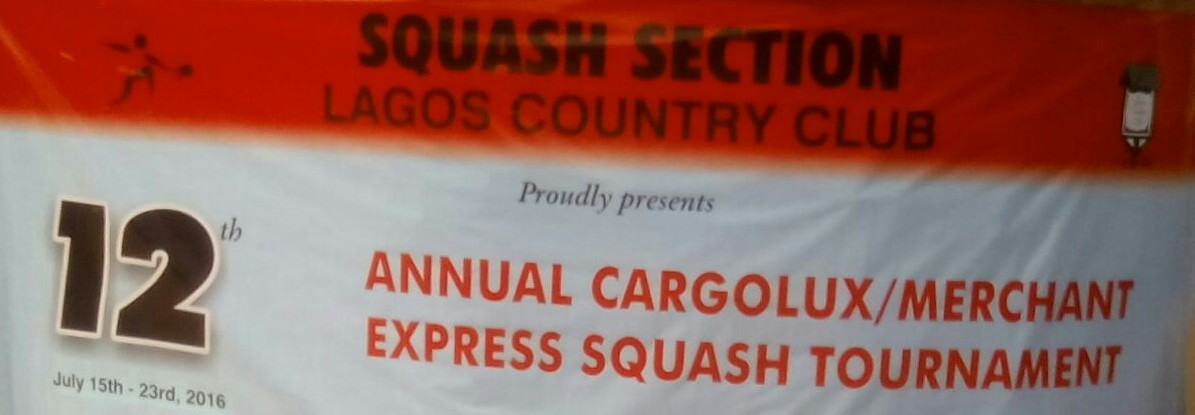 SQUASH SECTION
LAGOS COUNTRY CLUB
Proudly presents
12th
ANNUAL CARGOLUX/MERCHANT
EXPRESS SQUASH TOURNAMENT
July 15th - 23rd, 2016